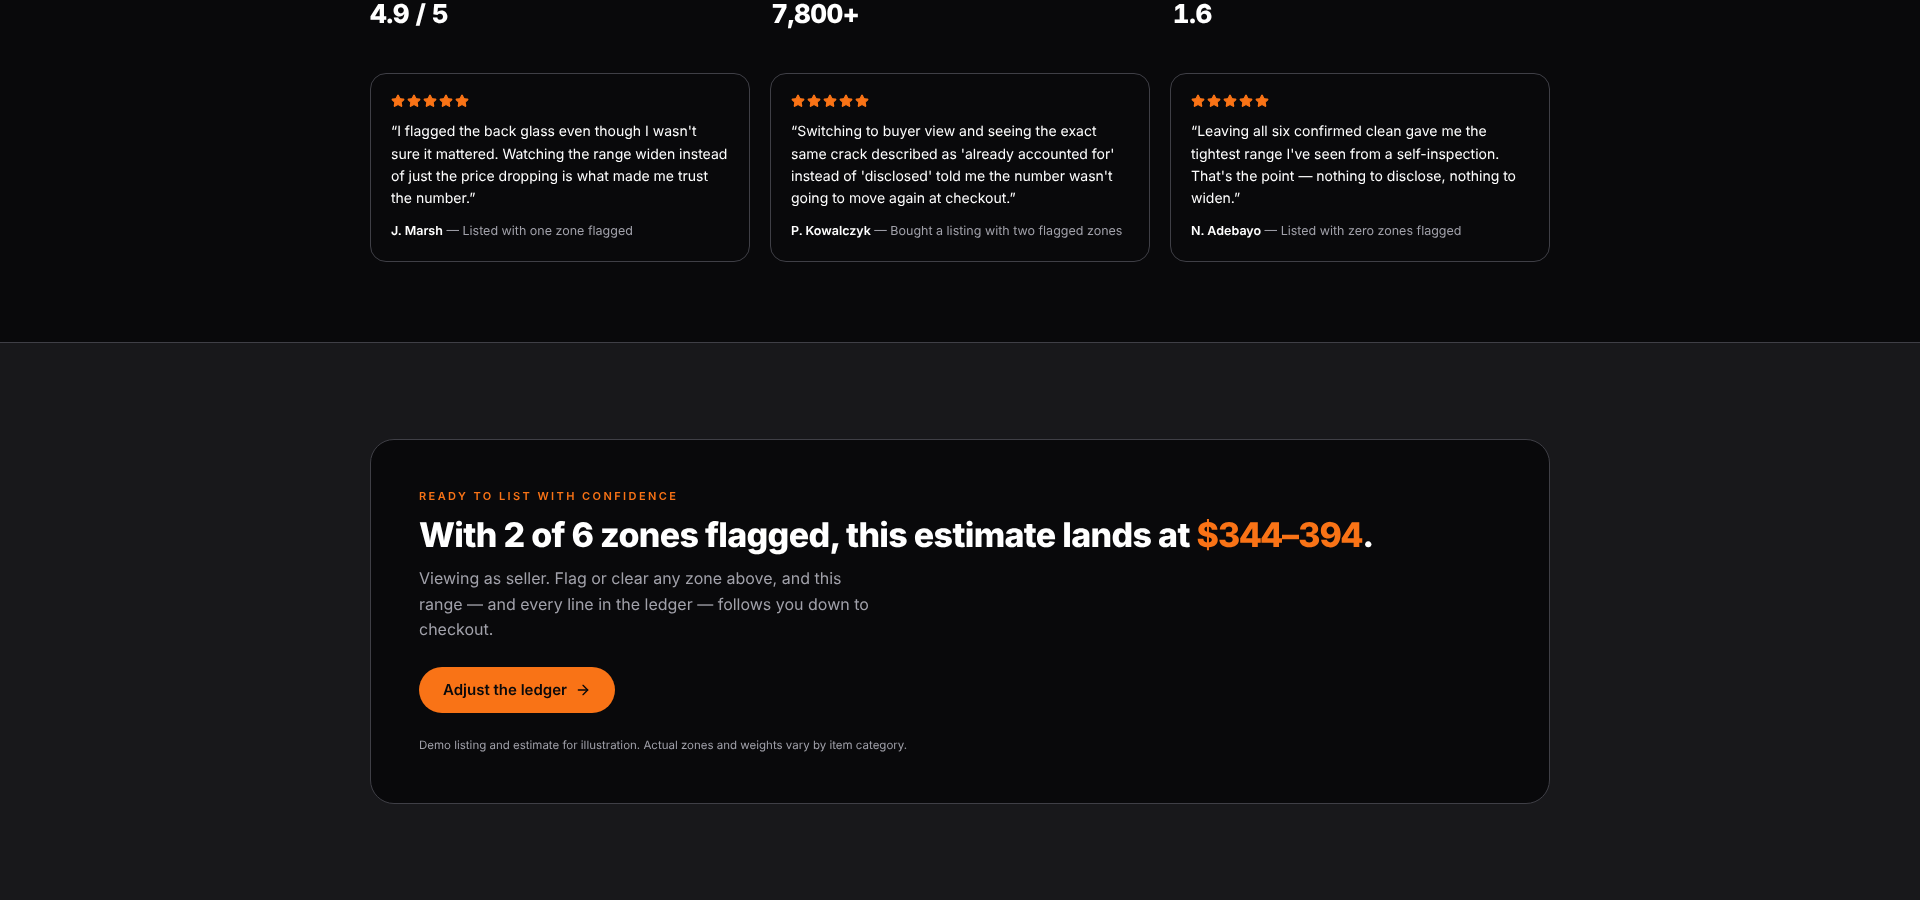 4.9 / 5
7,800+
1.6
“I flagged the back glass even though I wasn't
sure it mattered. Watching the range widen instead
of just the price dropping is what made me trust
the number.”
J. Marsh — Listed with one zone flagged
“Switching to buyer view and seeing the exact
same crack described as 'already accounted for'
instead of 'disclosed' told me the number wasn't
going to move again at checkout.”
P. Kowalczyk — Bought a listing with two flagged zones
“Leaving all six confirmed clean gave me the
tightest range I've seen from a self-inspection.
That's the point — nothing to disclose, nothing to
widen.”
N. Adebayo — Listed with zero zones flagged
READY TO LIST WITH CONFIDENCE
With 2 of 6 zones flagged, this estimate lands at $344–394.
Viewing as seller. Flag or clear any zone above, and this
range — and every line in the ledger — follows you down to
checkout.
Adjust the ledger →
Demo listing and estimate for illustration. Actual zones and weights vary by item category.